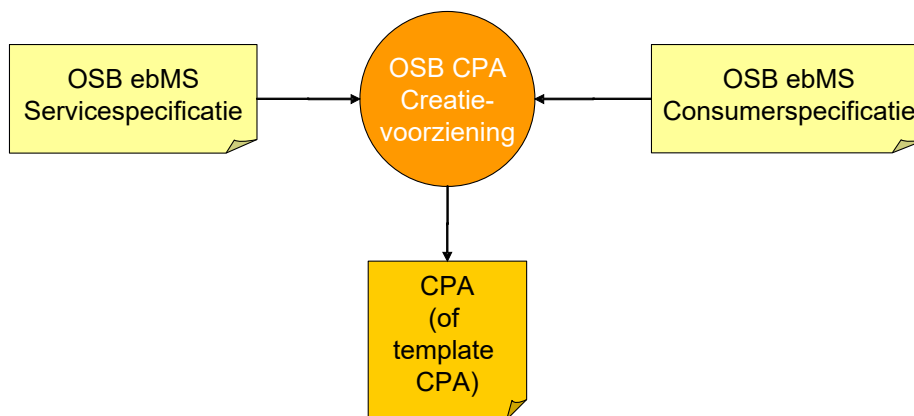 OSB ebMS
Servicespecificatie
OSB CPA
Creatie-
voorziening
OSB ebMS
Consumerspecificatie
CPA
(of
template
CPA)